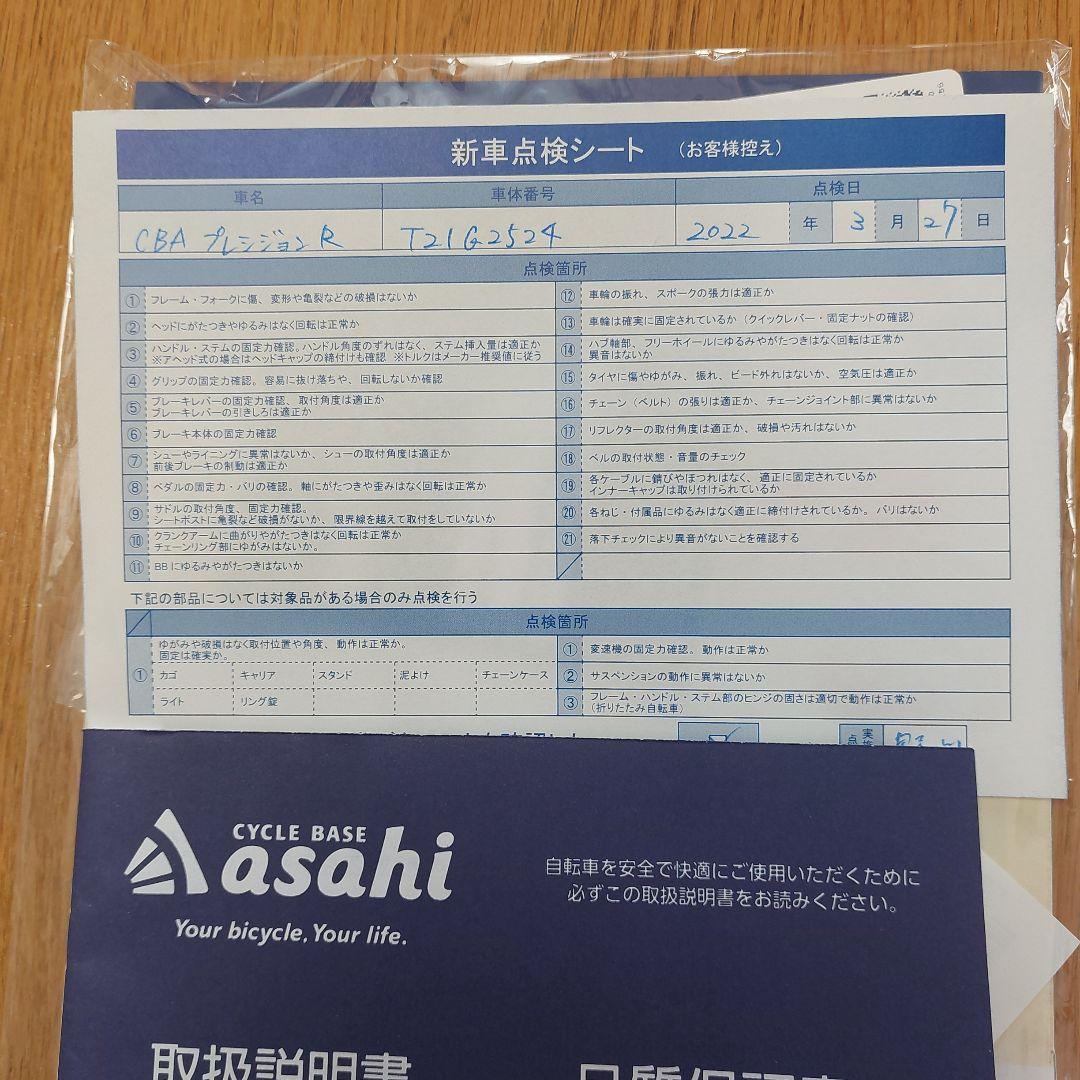 新車点検シート (お客様控え)
車名 車体番号 点検日
CBA プレシジョンR T21G2524 2022 年 3 月 27 日
点検箇所
① フレーム・フォークに傷、変形や亀裂などの破損はないか
② ヘッドにがたつきやゆるみはなく回転は正常か
③ ハンドル・ステムの固定力確認。ハンドル角度のずれはなく、ステム挿入量は適正か
※アヘッド式の場合はヘッドキャップの締付けも確認 ※トルクはメーカー推奨値に従う
④ グリップの固定力確認。容易に抜け落ちや、回転しないか確認
⑤ ブレーキレバーの固定力確認、取付角度は適正か
ブレーキレバーの引きしろは適正か
⑥ ブレーキ本体の固定力確認
⑦ シューやライニングに異常はないか、シューの取付角度は適正か
前後ブレーキの制動は適正か
⑧ ペダルの固定力・バリの確認。軸にがたつきや歪みはなく回転は正常か
⑨ サドルの取付角度、固定力確認。
シートポストに亀裂など破損がないか、限界線を越えて取付をしていないか
⑩ クランクアームに曲がりやがたつきはなく回転は正常か
チェーンリング部にゆがみはないか。
⑪ BBにゆるみやがたつきはないか
⑫ 車輪の振れ、スポークの張力は適正か
⑬ 車輪は確実に固定されているか(クイックレバー・固定ナットの確認)
⑭ ハブ軸部、フリーホイールにゆるみやがたつきはなく回転は正常か
異音はないか
⑮ タイヤに傷やゆがみ、振れ、ビード外れはないか、空気圧は適正か
⑯ チェーン(ベルト)の張りは適正か、チェーンジョイント部に異常はないか
⑰ リフレクターの取付角度は適正か、破損や汚れはないか
⑱ ベルの取付状態・音量のチェック
⑲ 各ケーブルに錆びやほつれはなく、適正に固定されているか
インナーキャップは取り付けられているか
⑳ 各ねじ・付属品にゆるみはなく適正に締付けされているか。バリはないか
㉑ 落下チェックにより異音がないことを確認する
下記の部品については対象品がある場合のみ点検を行う
点検箇所
① ゆがみや破損はなく取付位置や角度、動作は正常か。
固定は確実か。
カゴ キャリア スタンド 泥よけ チェーンケース
ライト リング錠
① 変速機の固定力確認。動作は正常か
② サスペンションの動作に異常はないか
③ フレーム・ハンドル・ステム部のヒンジの固さは適切で動作は正常か
(折りたたみ自転車)
CYCLE BASE
asahi
Your bicycle. Your life.
自転車を安全で快適にご使用いただくために
必ずこの取扱説明書をお読みください。
取扱説明書